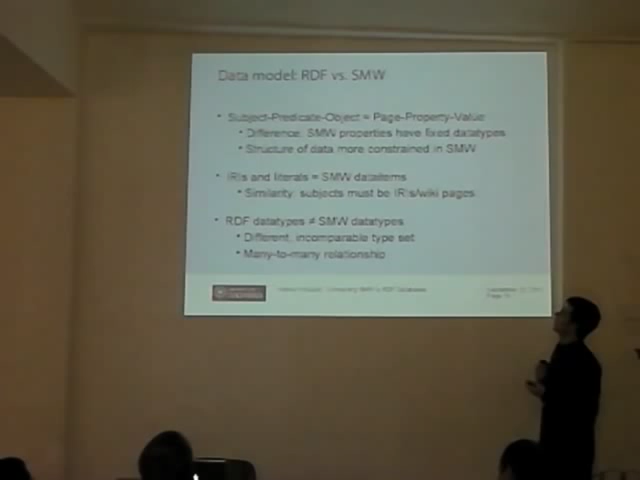 Data model: RDF vs. SMW
• Subject-Predicate-Object = Page-Property-Value
• Difference: SMW properties have fixed datatypes
• Structure of data more constrained in SMW
• IRIs and literals = SMW dataitems
• Similarity: subjects must be IRIs/wiki pages
• RDF datatypes ≠ SMW datatypes
• Different, incomparable type set
• Many-to-many relationship